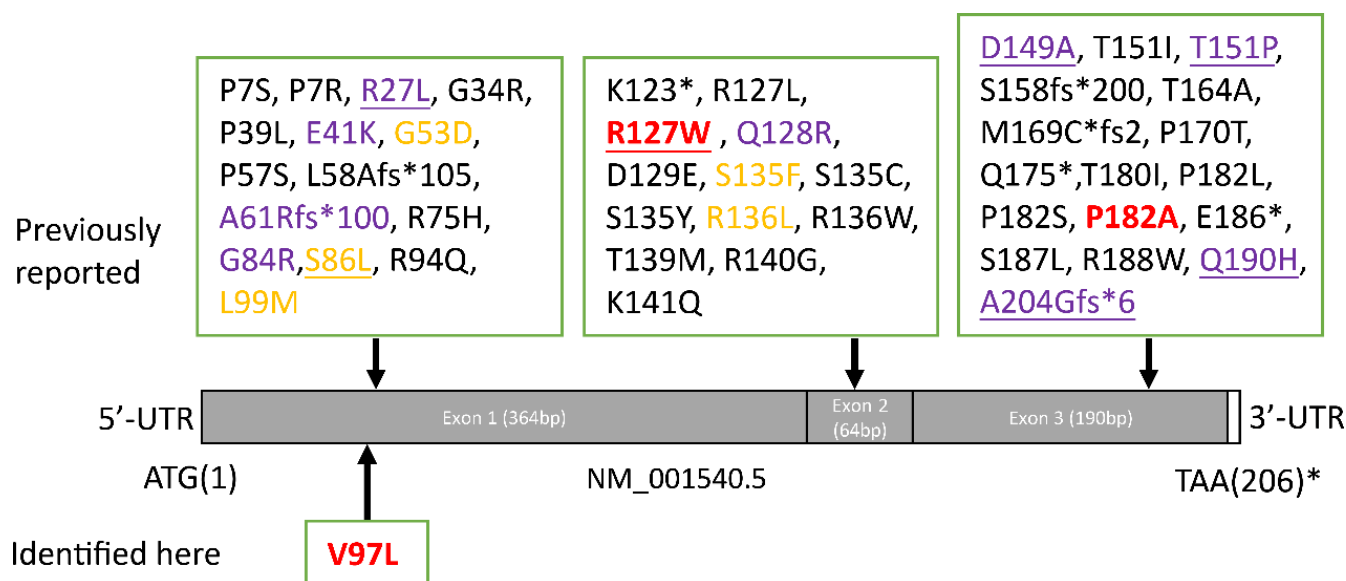 Previously
reported
P7S, P7R, R27L, G34R,
P39L, E41K, G53D,
P57S, L58Afs*105,
A61Rfs*100, R75H,
G84R,S86L, R94Q,
L99M
K123*, R127L,
R127W , Q128R,
D129E, S135F, S135C,
S135Y, R136L, R136W,
T139M, R140G,
K141Q
D149A, T151I, T151P,
S158fs*200, T164A,
M169C*fs2, P170T,
Q175*,T180I, P182L,
P182S, P182A, E186*,
S187L, R188W, Q190H,
A204Gfs*6
5’-UTR
Exon 1 (364bp)
Exon 2
(64bp)
Exon 3 (190bp)
3’-UTR
ATG(1)
NM_001540.5
TAA(206)*
Identified here
V97L